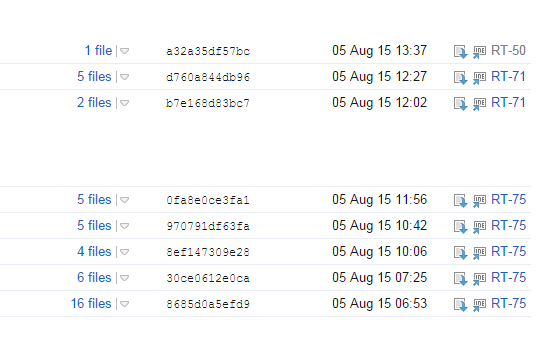 1 file a32a35df57bc 05 Aug 15 13:37 RT-50
5 files d760a844db96 05 Aug 15 12:27 RT-71
2 files b7e168d83bc7 05 Aug 15 12:02 RT-71
5 files 0fa8e0ce3fa1 05 Aug 15 11:56 RT-75
5 files 970791df63fa 05 Aug 15 10:42 RT-75
4 files 8ef147309e28 05 Aug 15 10:06 RT-75
6 files 30ce0612e0ca 05 Aug 15 07:25 RT-75
16 files 8685d0a5efd9 05 Aug 15 06:53 RT-75